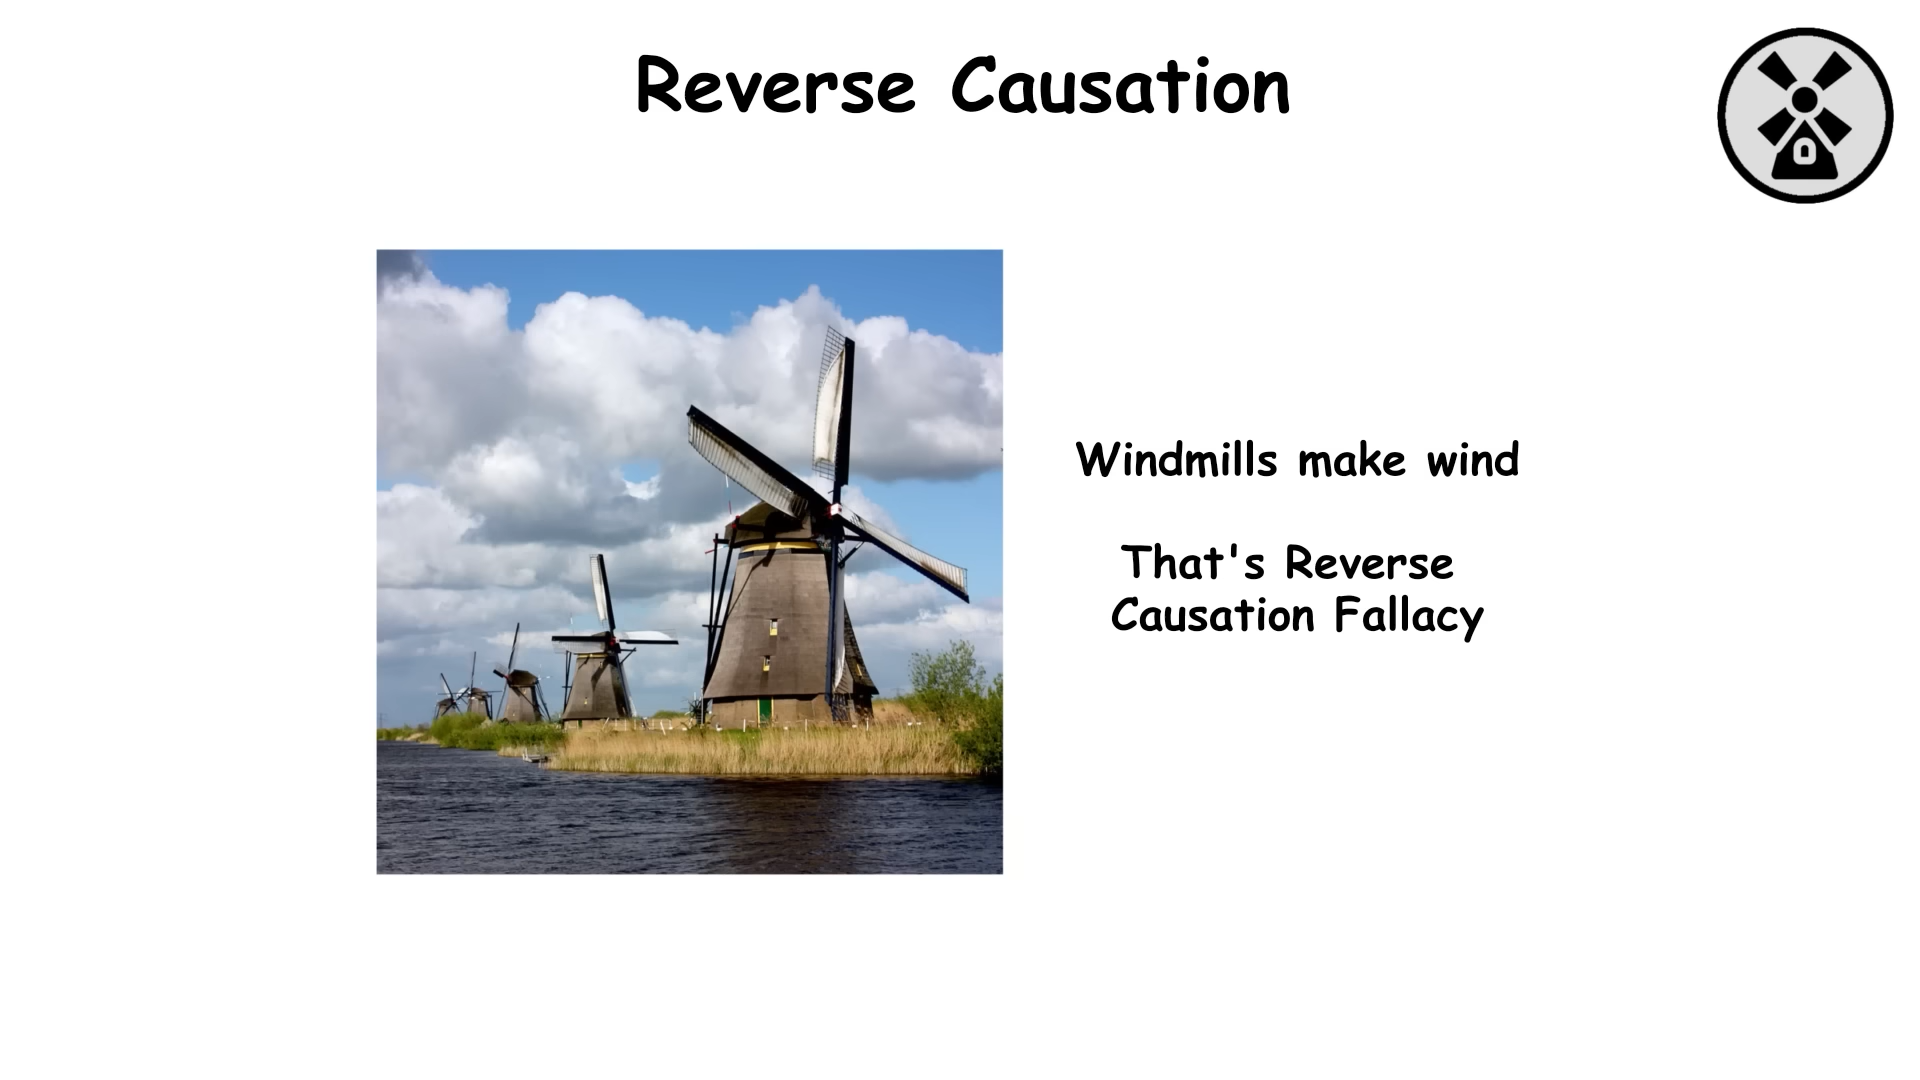 Reverse Causation
Windmills make wind
That's Reverse
Causation Fallacy